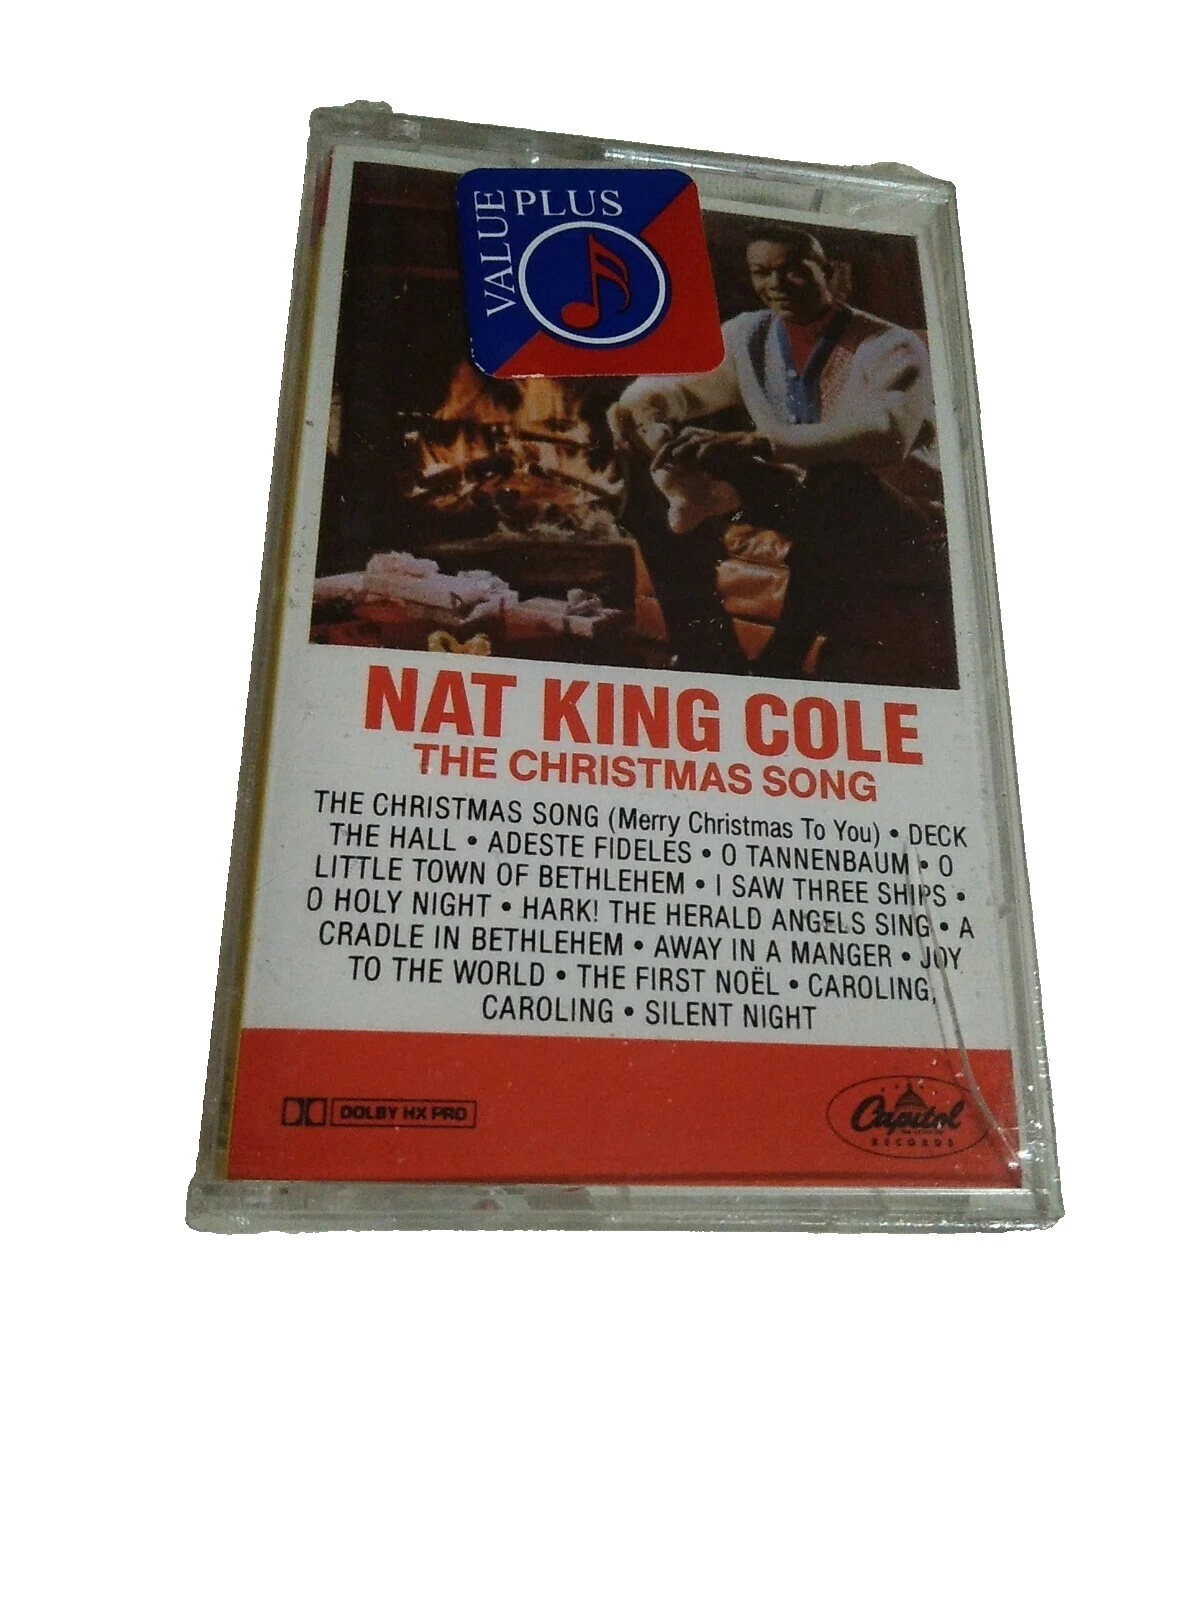 VALUE
PLUS
NAT KING COLE
THE CHRISTMAS SONG
THE CHRISTMAS SONG (Merry Christmas To You) • DECK
THE HALL • ADESTE FIDELES • O TANNENBAUM • O
LITTLE TOWN OF BETHLEHEM • I SAW THREE SHIPS •
O HOLY NIGHT • HARK! THE HERALD ANGELS SING • A
CRADLE IN BETHLEHEM • AWAY IN A MANGER • JOY
TO THE WORLD • THE FIRST NOËL • CAROLING,
CAROLING • SILENT NIGHT
DOLBY HX PRO
Capitol
RECORDS